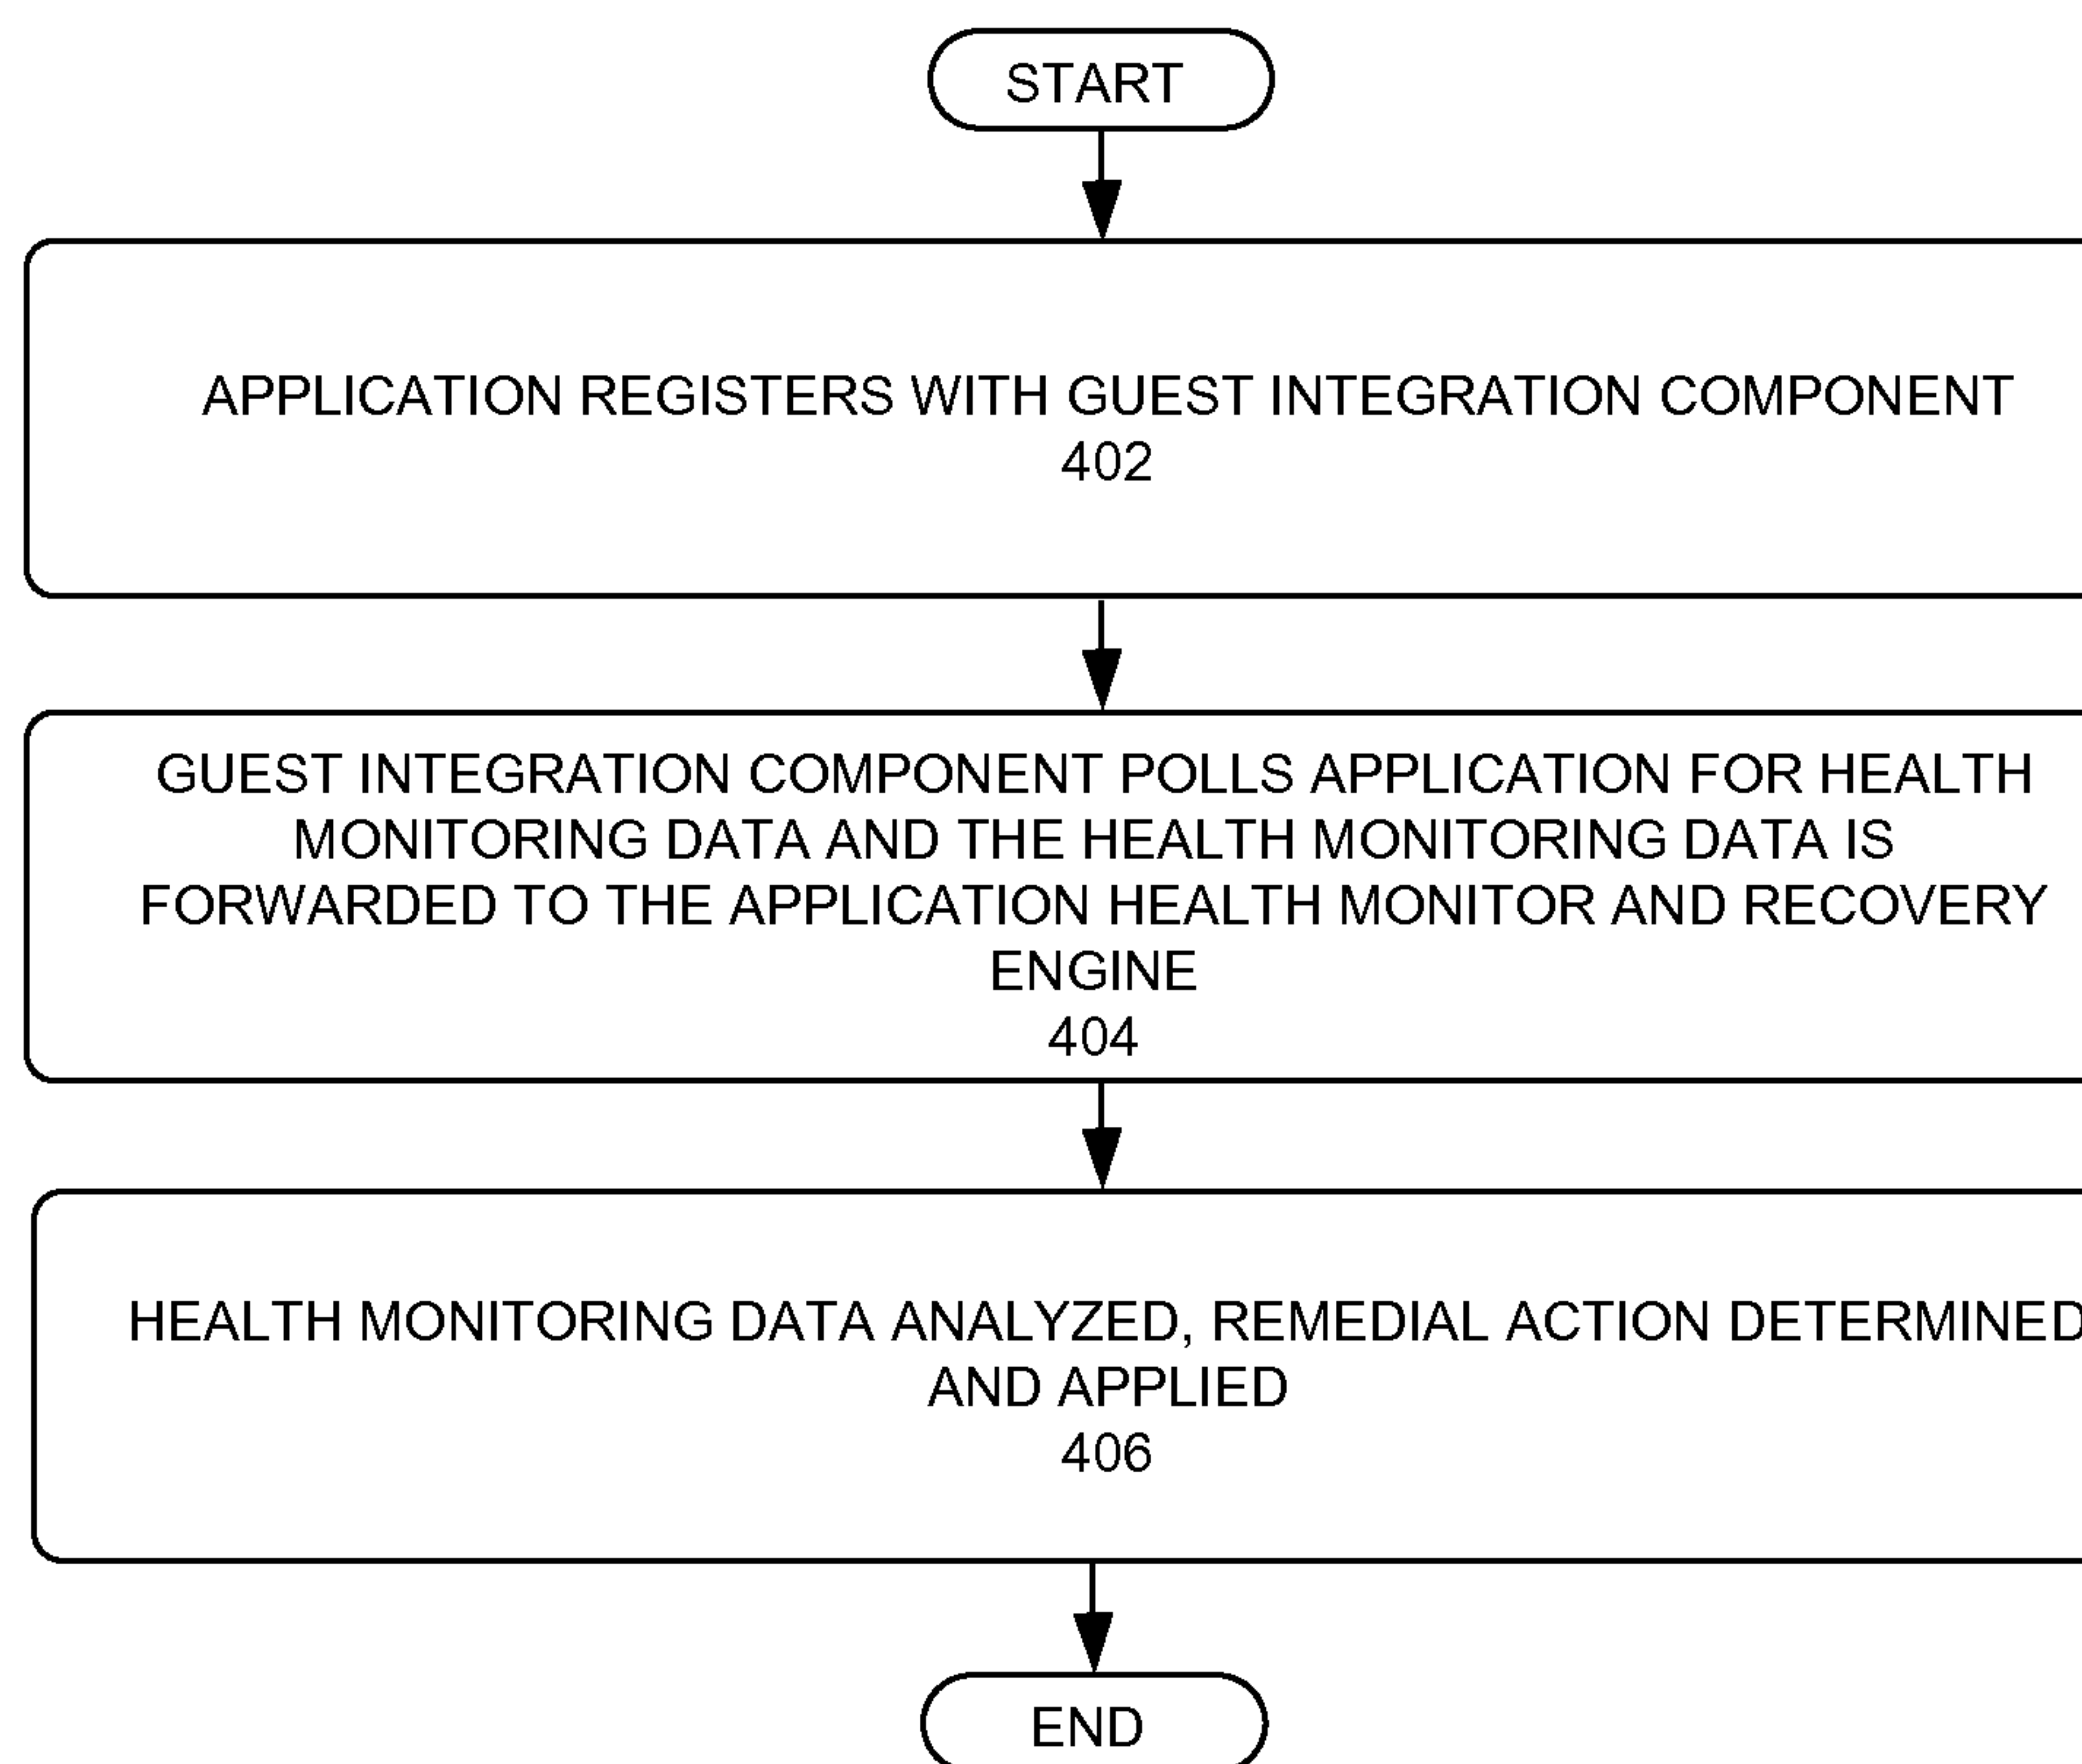 START
APPLICATION REGISTERS WITH GUEST INTEGRATION COMPONENT
402
GUEST INTEGRATION COMPONENT POLLS APPLICATION FOR HEALTH
MONITORING DATA AND THE HEALTH MONITORING DATA IS
FORWARDED TO THE APPLICATION HEALTH MONITOR AND RECOVERY
ENGINE
404
HEALTH MONITORING DATA ANALYZED, REMEDIAL ACTION DETERMINED
AND APPLIED
406
END